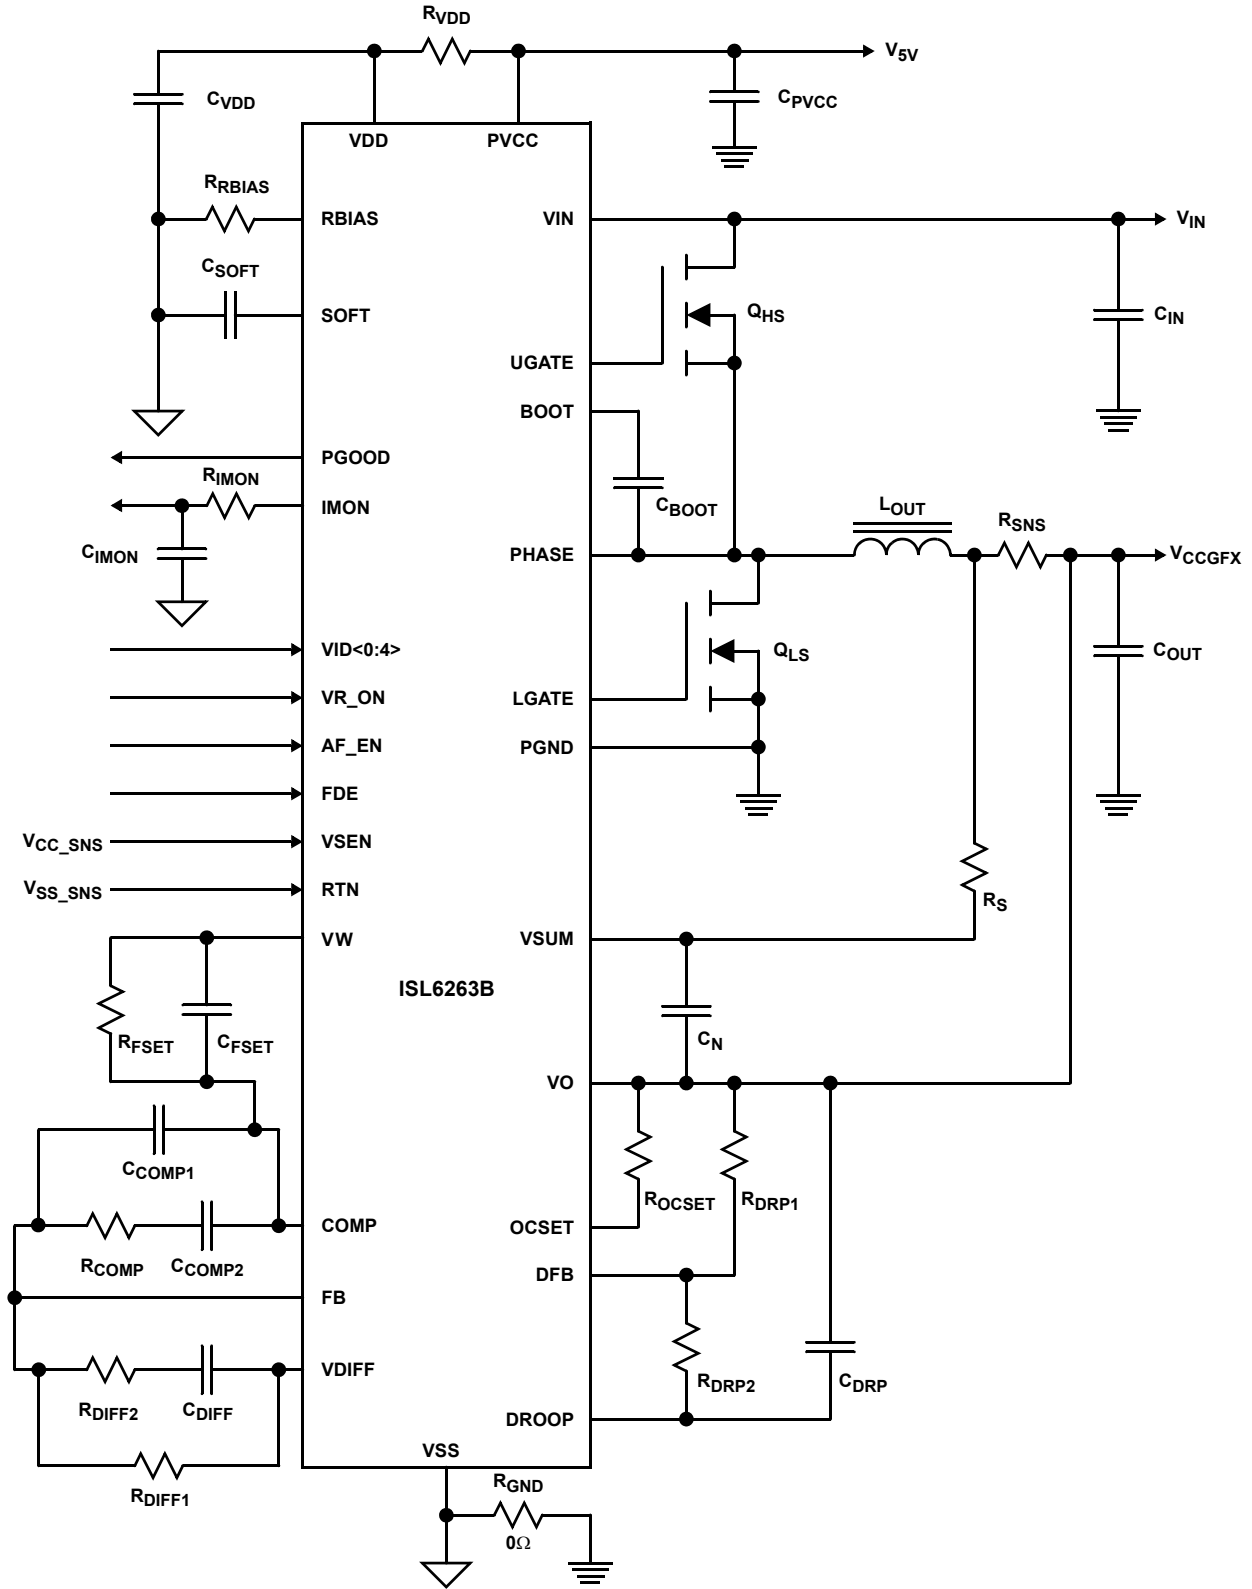 RVDD
V5V
CVDD
CPVCC
VDD
PVCC
RRBIAS
RBIAS
VIN
VIN
CSOFT
SOFT
QHS
CIN
UGATE
BOOT
PGOOD
RIMON
IMON
CBOOT
LOUT
RSNS
CIMON
PHASE
VCCGFX
VID<0:4>
QLS
COUT
VR_ON
LGATE
AF_EN
PGND
FDE
VCC_SNS
VSEN
VSS_SNS
RTN
RS
VW
VSUM
ISL6263B
RFSET
CFSET
CN
VO
CCOMP1
ROCSET
RDRP1
COMP
OCSET
RCOMP
CCOMP2
DFB
FB
VDIFF
RDRP2
CDRP
RDIFF2
CDIFF
DROOP
VSS
RDIFF1
RGND
0Ω